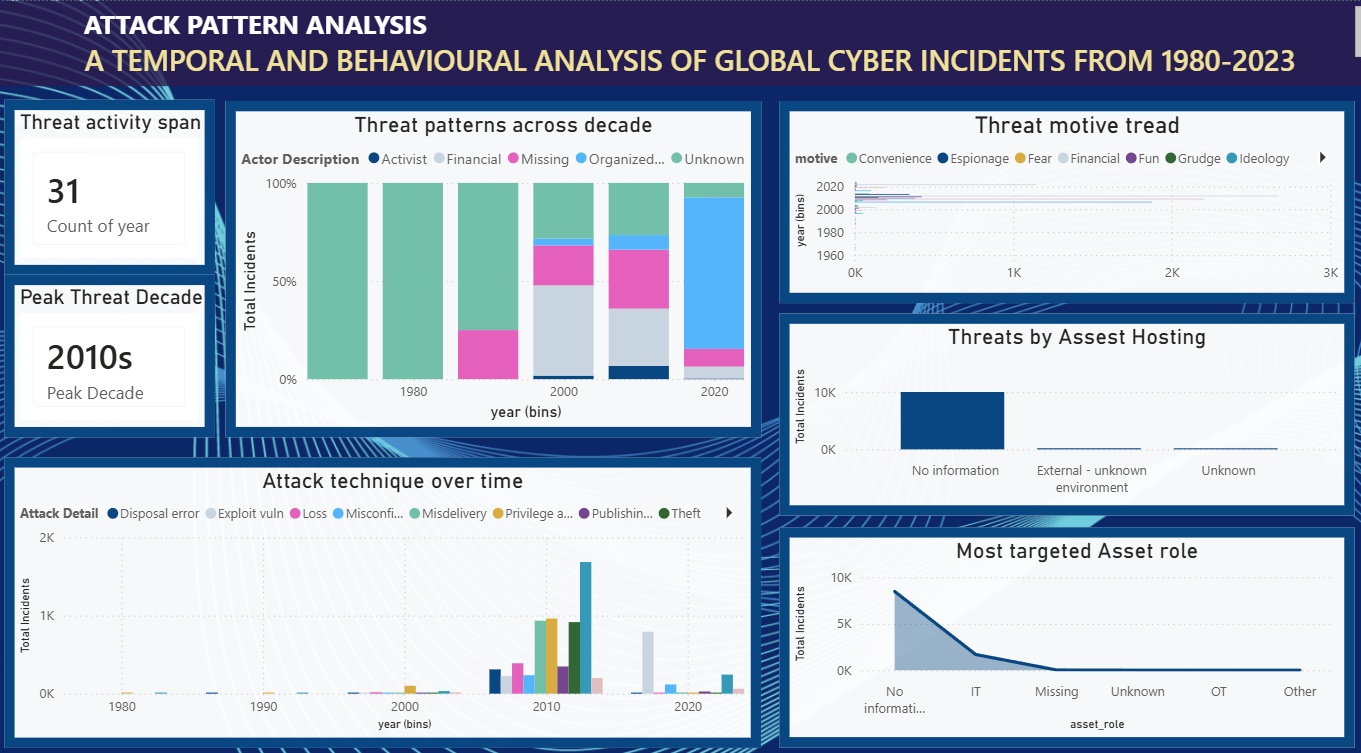 ATTACK PATTERN ANALYSIS
A TEMPORAL AND BEHAVIOURAL ANALYSIS OF GLOBAL CYBER INCIDENTS FROM 1980-2023
Threat activity span
31
Count of year
Peak Threat Decade
2010s
Peak Decade
Threat patterns across decade
Actor Description Activist Financial Missing Organized... Unknown
100%
50%
0%
Total Incidents
1980 2000 2020
year (bins)
Threat motive tread
motive Convenience Espionage Fear Financial Fun Grudge Ideology
2020
2000
1980
1960
year (bins)
0K 1K 2K 3K
Threats by Assest Hosting
10K
0K
Total Incidents
No information External - unknown Unknown
environment
Attack technique over time
Attack Detail Disposal error Exploit vuln Loss Misconfi... Misdelivery Privilege a... Publishin... Theft
2K
1K
0K
Total Incidents
1980 1990 2000 2010 2020
year (bins)
Most targeted Asset role
10K
5K
0K
Total Incidents
No IT Missing Unknown OT Other
informati...
asset_role